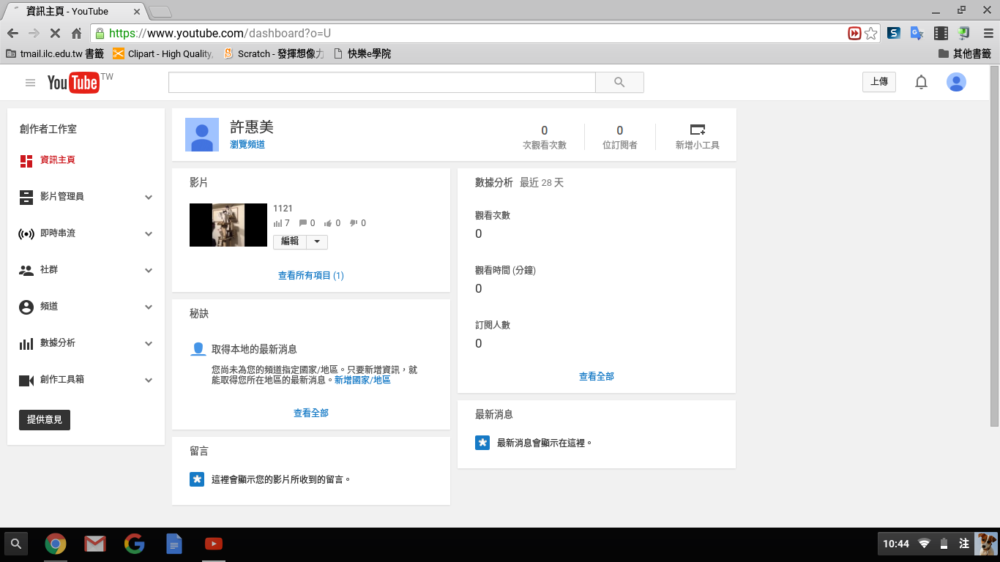 資訊主頁 - YouTube
https://www.youtube.com/dashboard?o=U
tmail.ilc.edu.tw 書籤
Clipart - High Quality,
Scratch - 發揮想像力
快樂e學院
其他書籤
YouTube TW
上傳
創作者工作室
資訊主頁
影片管理員
即時串流
社群
頻道
數據分析
創作工具箱
提供意見
許惠美
瀏覽頻道
0
次觀看次數
0
位訂閱者
新增小工具
影片
1121
7 0 0 0
編輯
查看所有項目 (1)
秘訣
取得本地的最新消息
您尚未為您的頻道指定國家/地區。只要新增資訊，就
能取得您所在地區的最新消息。新增國家/地區
查看全部
留言
這裡會顯示您的影片所收到的留言。
數據分析 最近 28 天
觀看次數
0
觀看時間 (分鐘)
0
訂閱人數
0
查看全部
最新消息
最新消息會顯示在這裡。
10:44 注